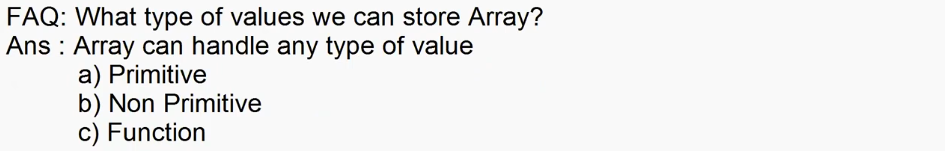 FAQ: What type of values we can store Array?
Ans : Array can handle any type of value
a) Primitive
b) Non Primitive
c) Function